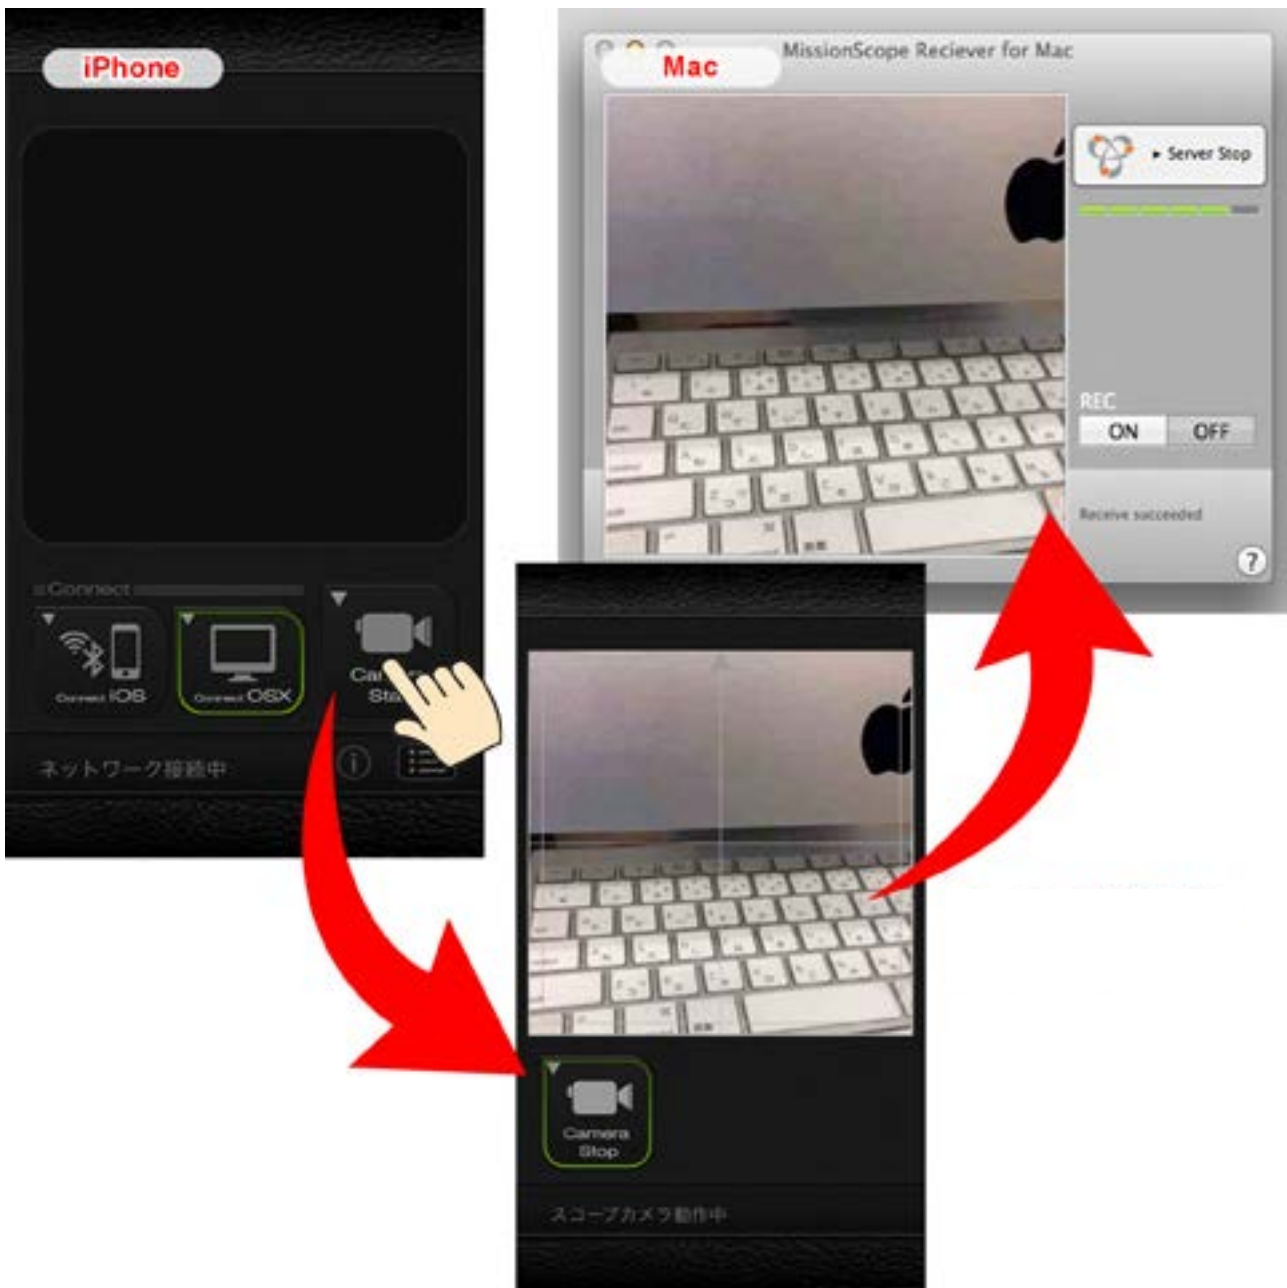 iPhone
Connect
Connect iOS
Connect OSX
Camera
ネットワーク接続中
Mac
MissionScope Reciever for Mac
Server Stop
REC
ON
OFF
Receive succeeded
?
Camera
Stop
スコープカメラ動作中